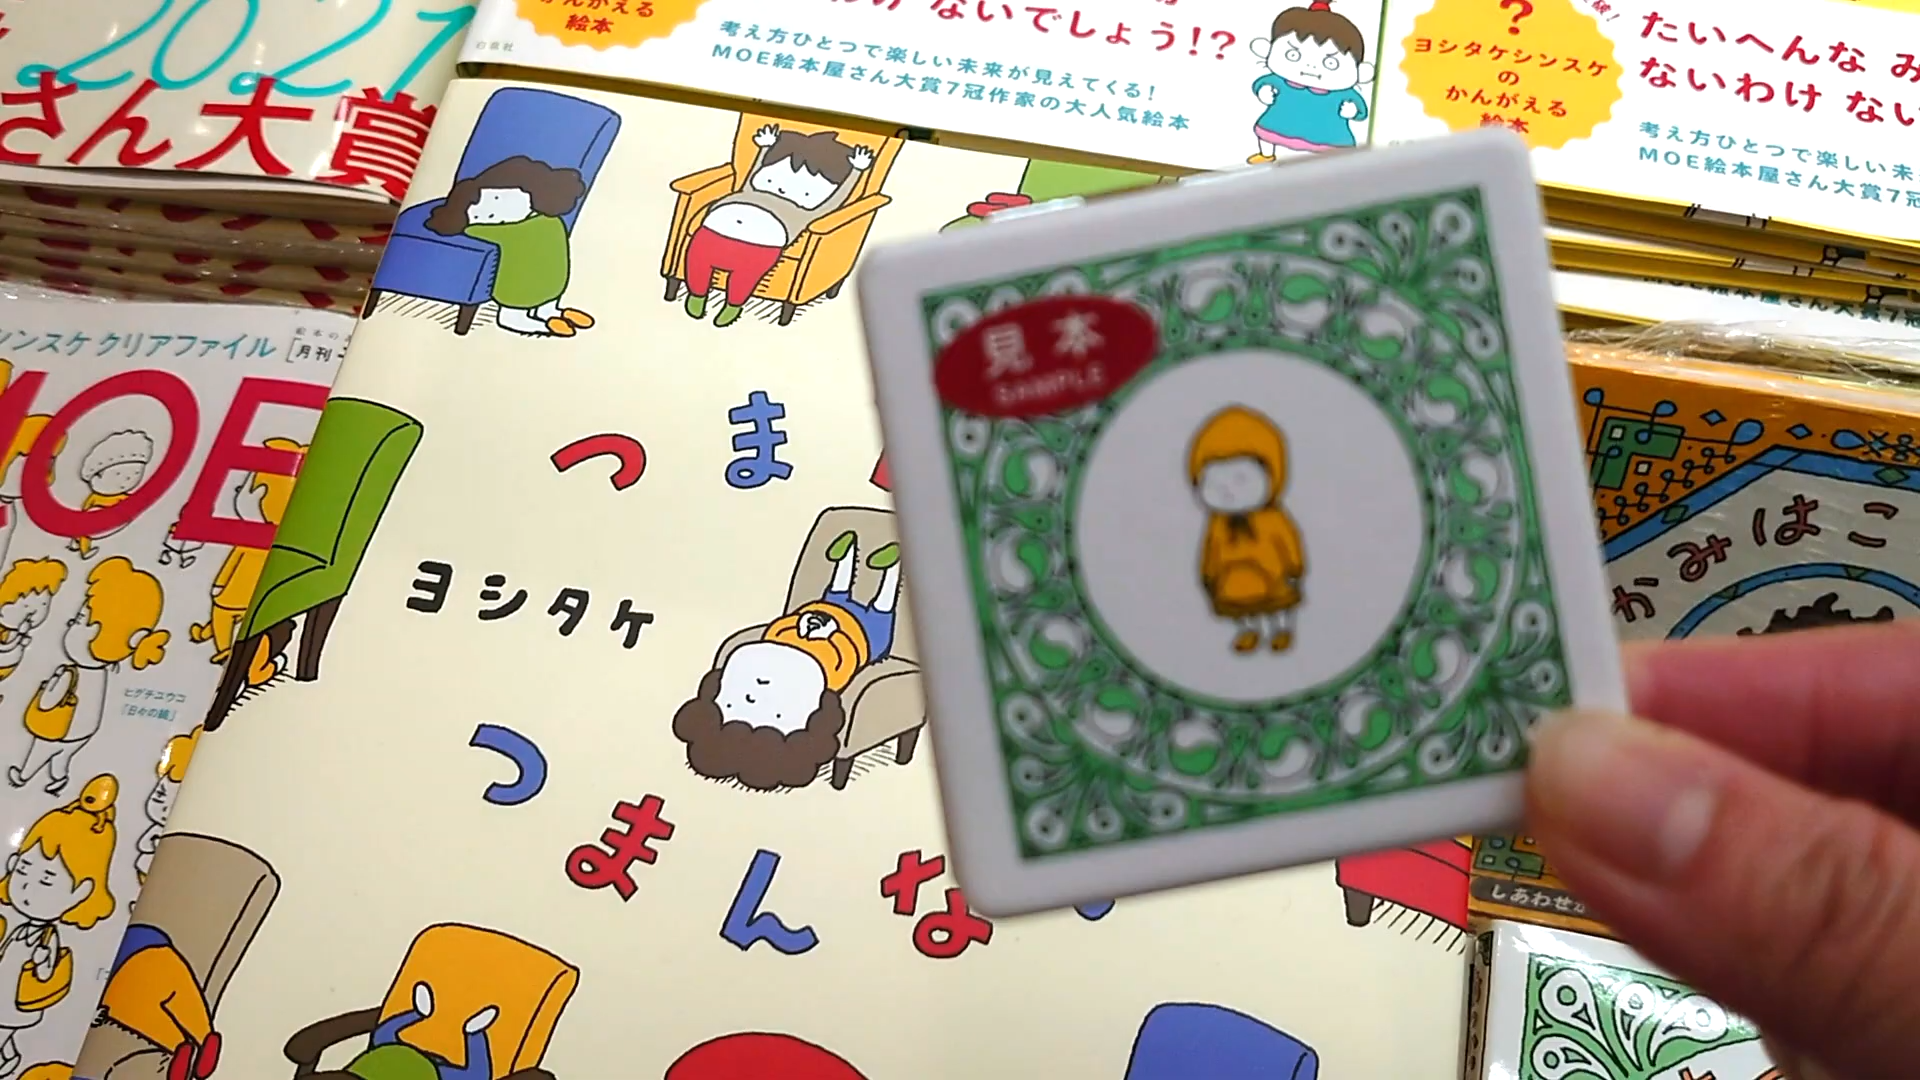 2021
さん大賞
かんがえる
絵本
ないでしょう!?
考え方ひとつで楽しい未来が見えてくる!
MOE絵本屋さん大賞7冠作家の大人気絵本
白泉社
?
ヨシタケシンスケ
の
かんがえる
絵本
たいへんな み
ないわけ ない
考え方ひとつで楽しい未
MOE絵本屋さん大賞7冠
シンスケ クリアファイル
月刊
MOE
ヒグチユウコ
「日々の鱗」
つま
ヨシタケ
つまんな
見本
SAMPLE
かみはこ
しあわせ